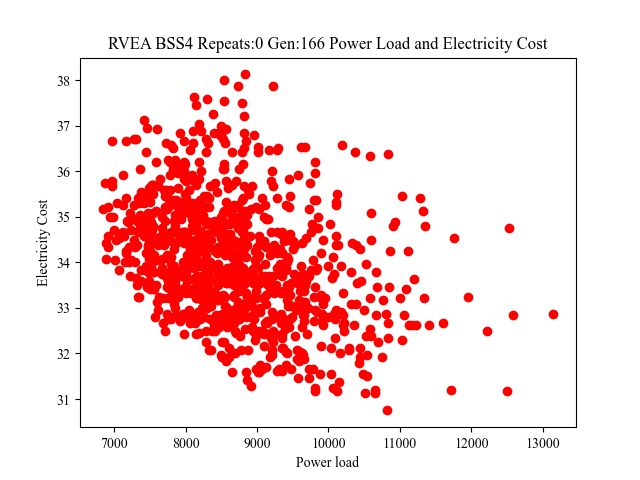 RVEA BSS4 Repeats:0 Gen:166 Power Load and Electricity Cost
38
37
36
35
34
33
32
31
Electricity Cost
7000 8000 9000 10000 11000 12000 13000
Power load